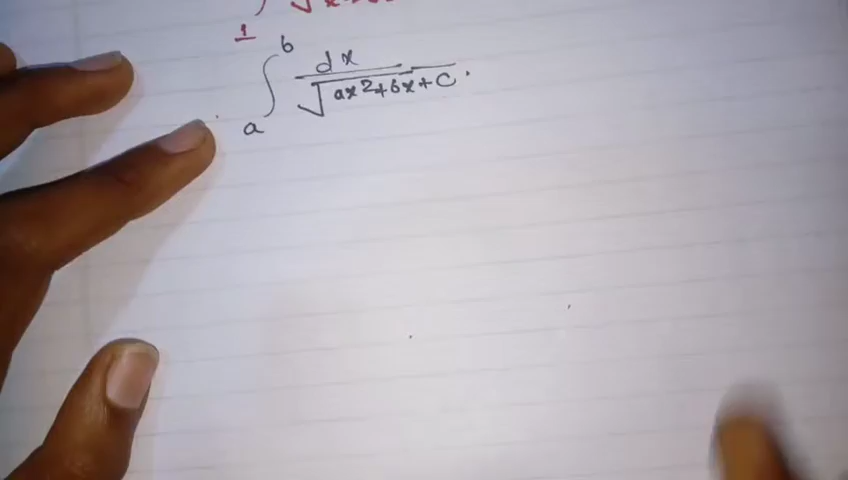 1
b
∫ dx
a √ax²+bx+c.